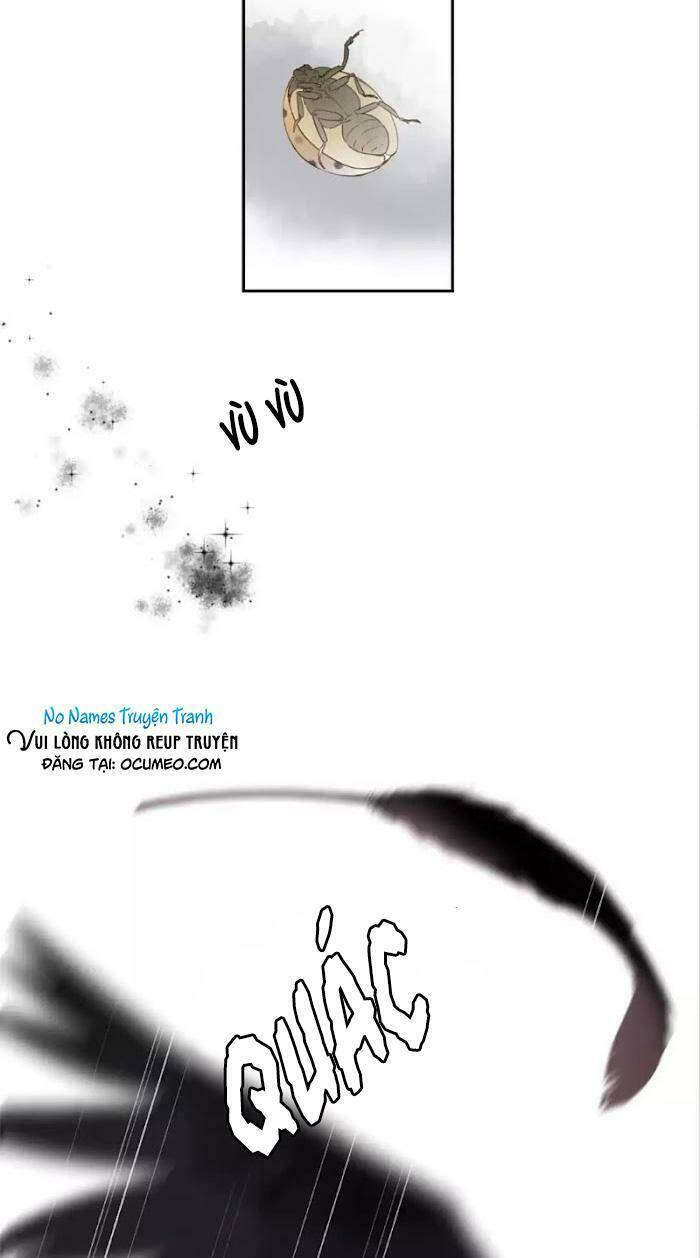 VÙ VÙ
No Names Truyện Tranh
VUI LÒNG KHÔNG REUP TRUYỆN
ĐĂNG TẠI: OCUMEO.COM
QUÁC